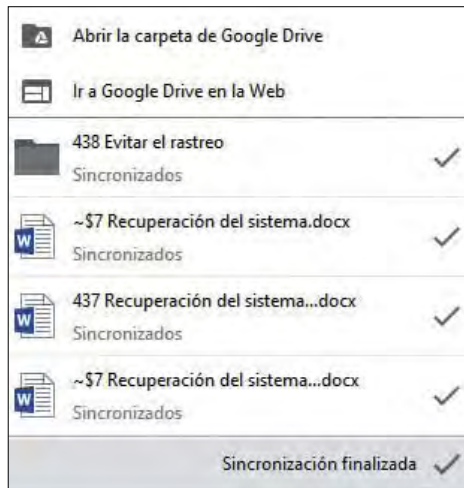 Abrir la carpeta de Google Drive
Ir a Google Drive en la Web
438 Evitar el rastreo
Sincronizados
~$7 Recuperación del sistema.docx
Sincronizados
437 Recuperación del sistema...docx
Sincronizados
~$7 Recuperación del sistema...docx
Sincronizados
Sincronización finalizada